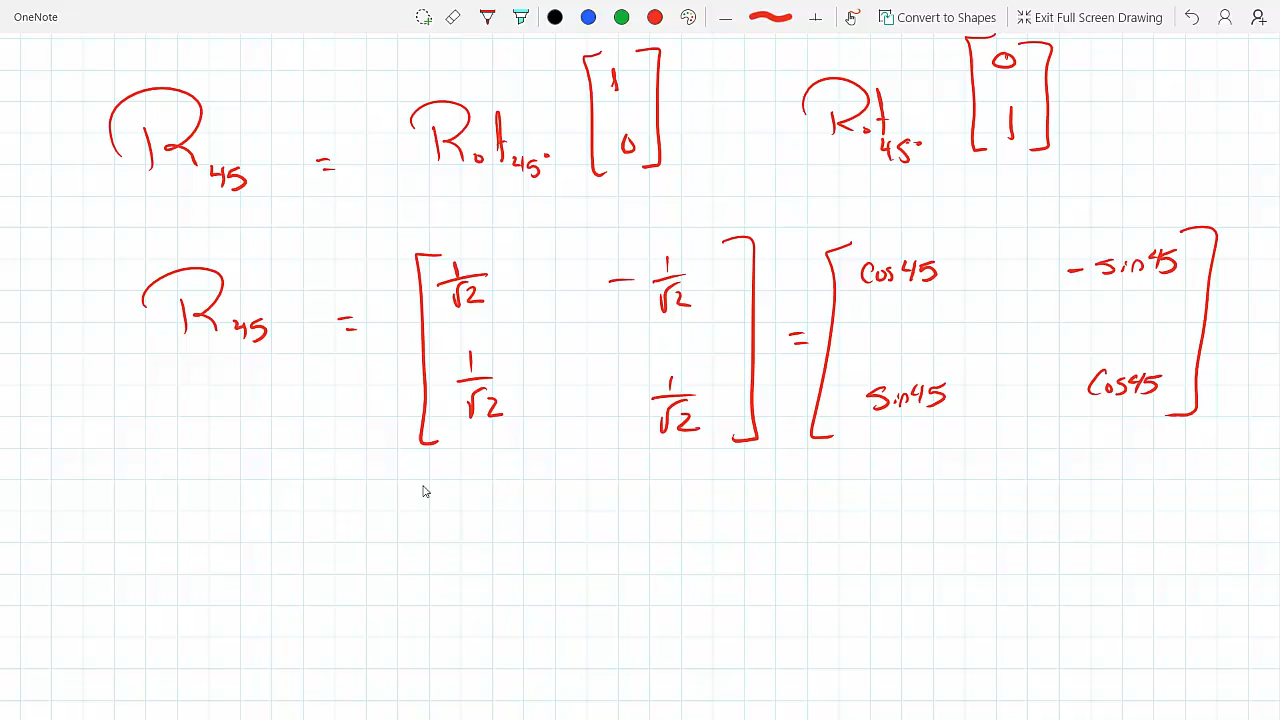 OneNote Convert to Shapes Exit Full Screen Drawing
R45 = Rot45° [1 0] Rot45° [0 1]
R45 = [1/√2 -1/√2 1/√2 1/√2] = [cos45 -sin45 sin45 cos45]